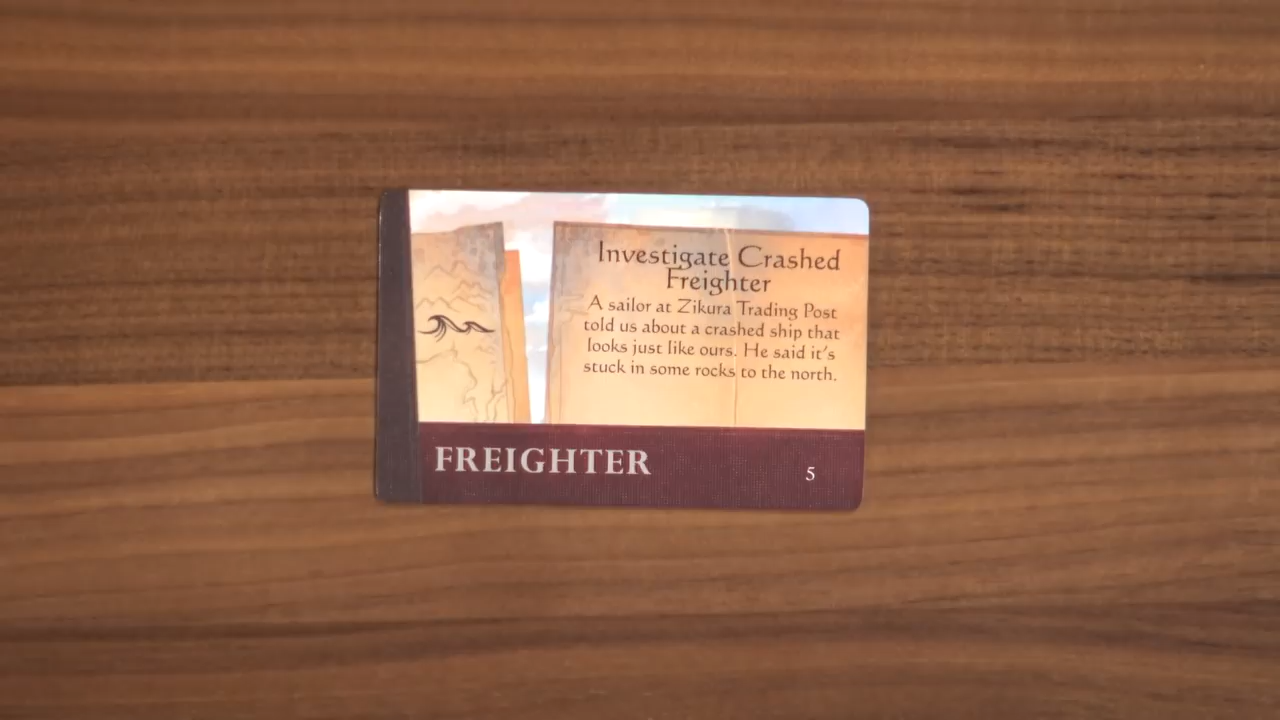 Investigate Crashed
Freighter
A sailor at Zikura Trading Post
told us about a crashed ship that
looks just like ours. He said it's
stuck in some rocks to the north.
FREIGHTER
5